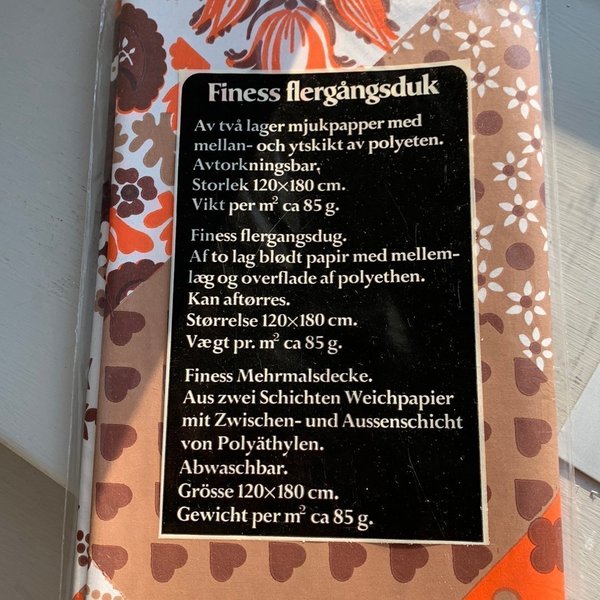 Finess flergångsduk
Av två lager mjukpapper med
mellan- och ytskikt av polyeten.
Avtorkningsbar.
Storlek 120×180 cm.
Vikt per m² ca 85 g.
Finess flergangsdug.
Af to lag blødt papir med mellem-
læg og overflade af polyethen.
Kan aftørres.
Størrelse 120×180 cm.
Vægt pr. m² ca 85 g.
Finess Mehrmalsdecke.
Aus zwei Schichten Weichpapier
mit Zwischen- und Aussenschicht
von Polyäthylen.
Abwaschbar.
Grösse 120×180 cm.
Gewicht per m² ca 85 g.